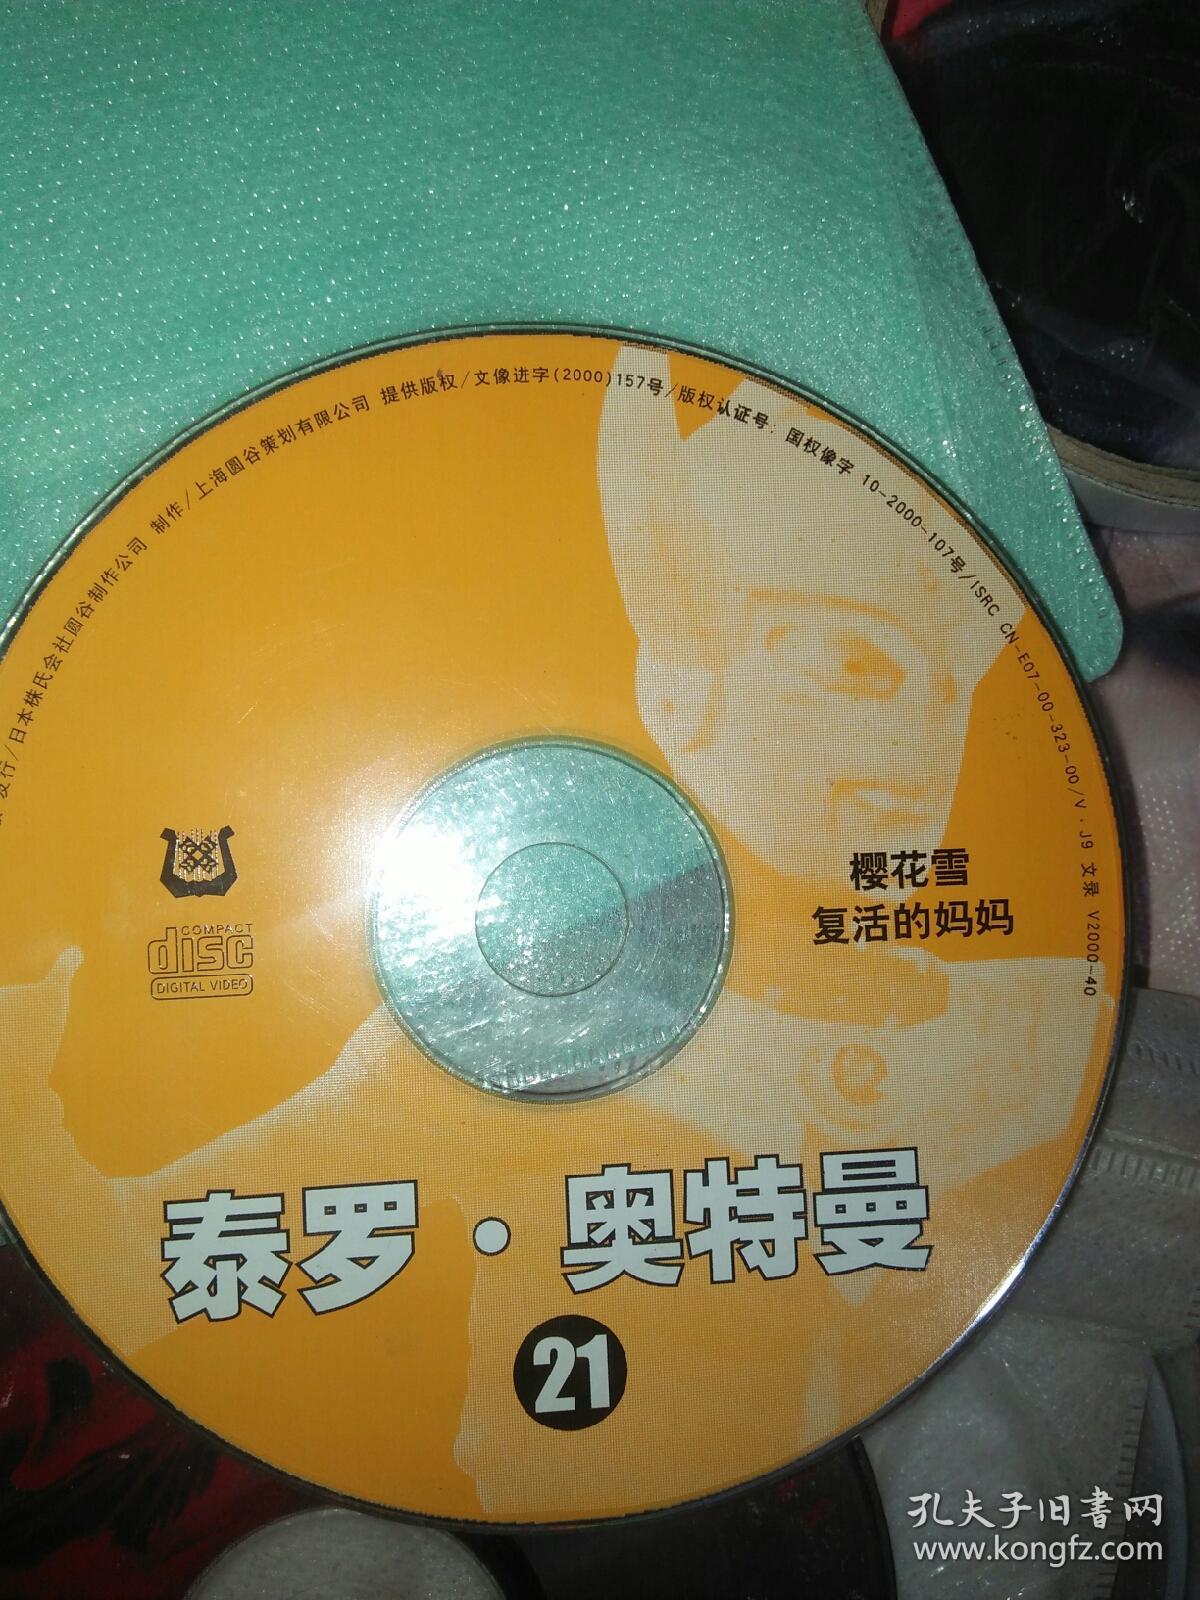 发行/日本株氏会社圆谷制作公司 制作/上海圆谷策划有限公司 提供版权/文像进字(2000)157号/版权认证号: 国权像字 10-2000-107号/ISRC CN-E07-00-323-00/V·J9 文录 V2000-40
COMPACT
disc
DIGITAL VIDEO
樱花雪
复活的妈妈
泰罗·奥特曼
21
孔夫子旧书网
www.kongfz.com